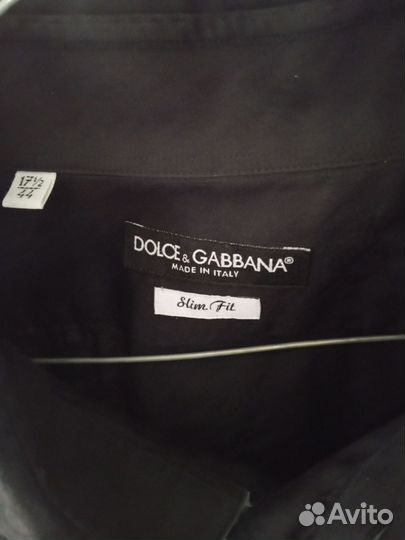 17½
44
DOLCE & GABBANA®
MADE IN ITALY
Slim Fit
Avito